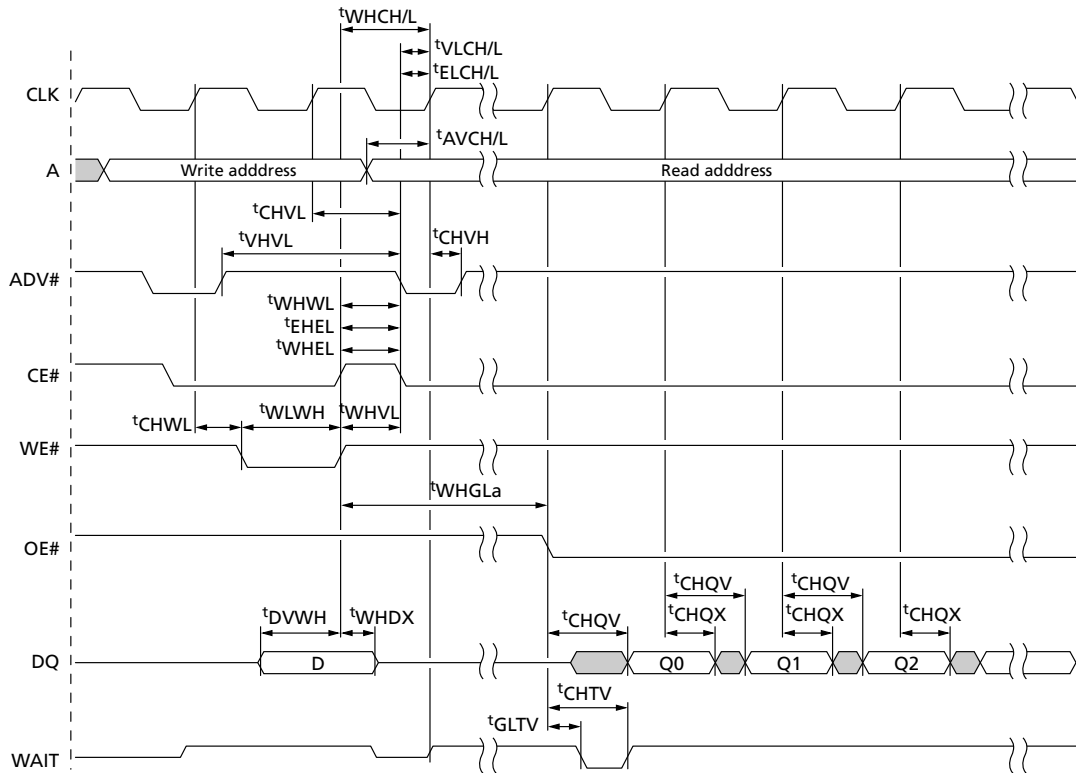 tWHCH/L
tVLCH/L
tELCH/L
CLK
tAVCH/L
A
Write adddress
Read adddress
tCHVL
tVHVL
tCHVH
ADV#
tWHWL
tEHEL
tWHEL
CE#
tCHWL
tWLWH
tWHVL
WE#
tWHGLa
OE#
tCHQV
tCHQV
tDVWH
tWHDX
tCHQV
tCHQX
tCHQX
tCHQX
DQ
D
Q0
Q1
Q2
tCHTV
tGLTV
WAIT